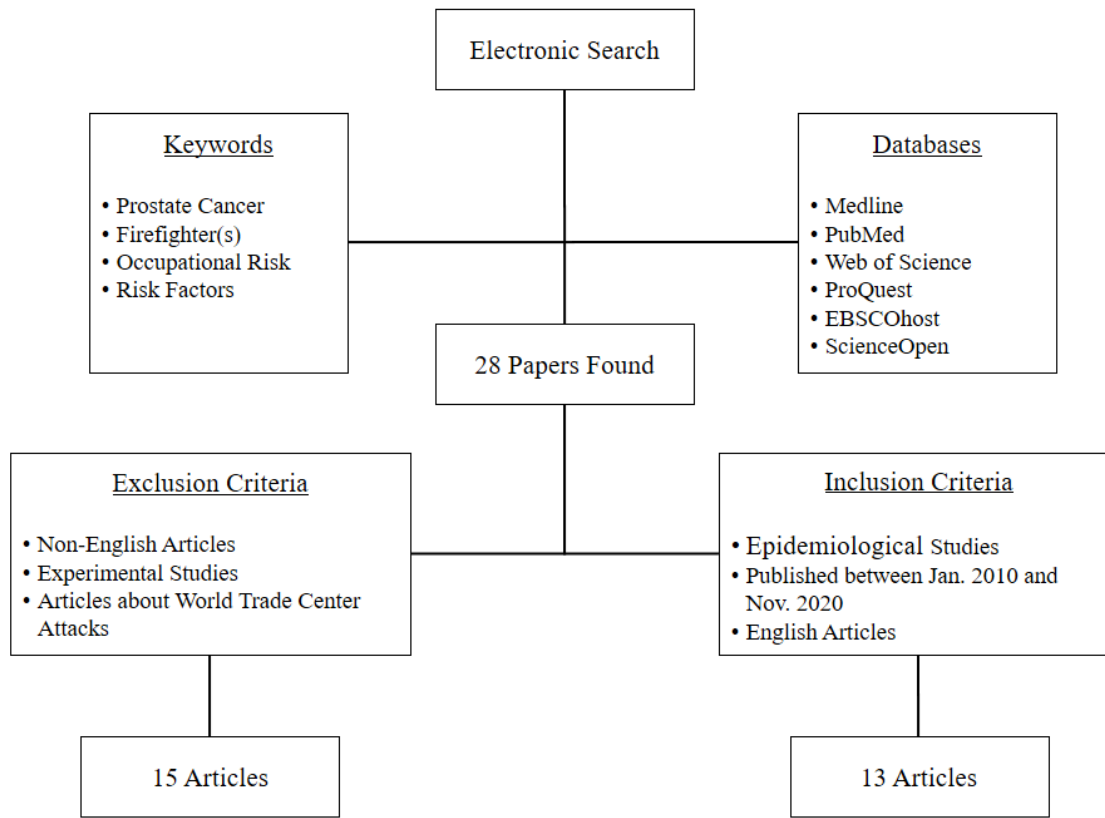 Electronic Search
Keywords
• Prostate Cancer
• Firefighter(s)
• Occupational Risk
• Risk Factors
Databases
• Medline
• PubMed
• Web of Science
• ProQuest
• EBSCOhost
• ScienceOpen
28 Papers Found
Exclusion Criteria
• Non-English Articles
• Experimental Studies
• Articles about World Trade Center
Attacks
Inclusion Criteria
• Epidemiological Studies
• Published between Jan. 2010 and
Nov. 2020
• English Articles
15 Articles
13 Articles